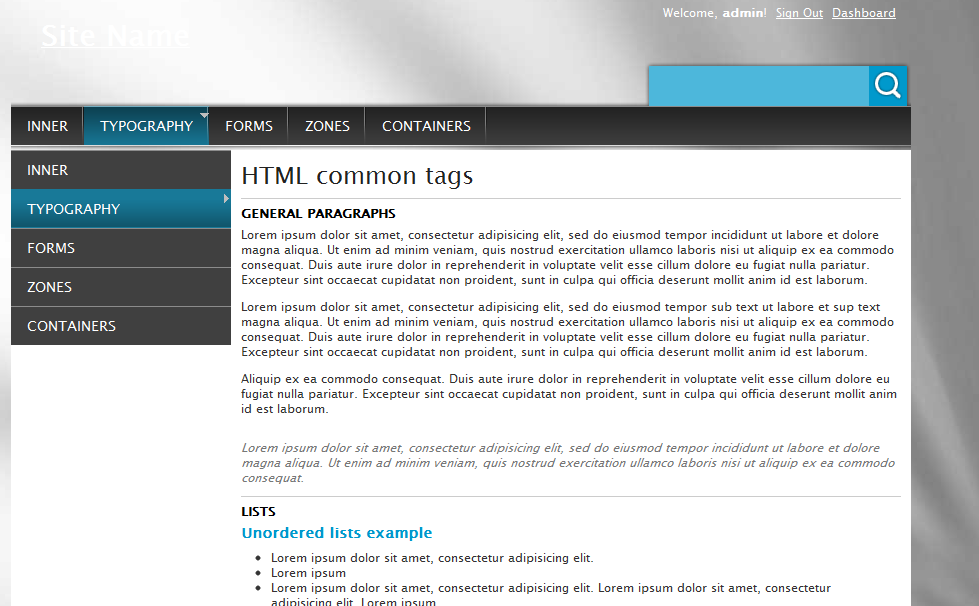 Welcome, admin! Sign Out Dashboard
Site Name
INNER TYPOGRAPHY FORMS ZONES CONTAINERS
INNER
TYPOGRAPHY
FORMS
ZONES
CONTAINERS
HTML common tags
GENERAL PARAGRAPHS
Lorem ipsum dolor sit amet, consectetur adipisicing elit, sed do eiusmod tempor incididunt ut labore et dolore
magna aliqua. Ut enim ad minim veniam, quis nostrud exercitation ullamco laboris nisi ut aliquip ex ea commodo
consequat. Duis aute irure dolor in reprehenderit in voluptate velit esse cillum dolore eu fugiat nulla pariatur.
Excepteur sint occaecat cupidatat non proident, sunt in culpa qui officia deserunt mollit anim id est laborum.
Lorem ipsum dolor sit amet, consectetur adipisicing elit, sed do eiusmod tempor sub text ut labore et sup text
magna aliqua. Ut enim ad minim veniam, quis nostrud exercitation ullamco laboris nisi ut aliquip ex ea commodo
consequat. Duis aute irure dolor in reprehenderit in voluptate velit esse cillum dolore eu fugiat nulla pariatur.
Excepteur sint occaecat cupidatat non proident, sunt in culpa qui officia deserunt mollit anim id est laborum.
Aliquip ex ea commodo consequat. Duis aute irure dolor in reprehenderit in voluptate velit esse cillum dolore eu
fugiat nulla pariatur. Excepteur sint occaecat cupidatat non proident, sunt in culpa qui officia deserunt mollit anim
id est laborum.
Lorem ipsum dolor sit amet, consectetur adipisicing elit, sed do eiusmod tempor incididunt ut labore et dolore
magna aliqua. Ut enim ad minim veniam, quis nostrud exercitation ullamco laboris nisi ut aliquip ex ea commodo
consequat.
LISTS
Unordered lists example
• Lorem ipsum dolor sit amet, consectetur adipisicing elit.
• Lorem ipsum
• Lorem ipsum dolor sit amet, consectetur adipisicing elit. Lorem ipsum dolor sit amet, consectetur
adipisicing elit. Lorem ipsum